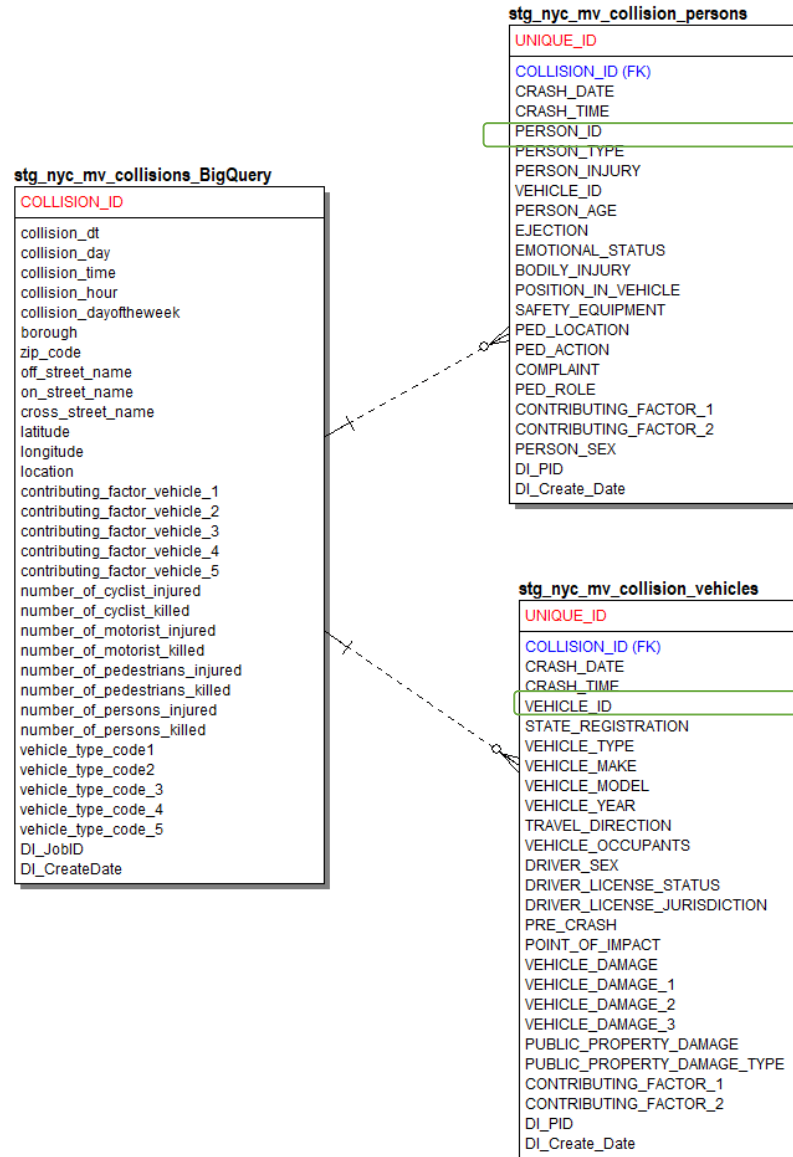 stg_nyc_mv_collision_persons
UNIQUE_ID
COLLISION_ID (FK)
CRASH_DATE
CRASH_TIME
PERSON_ID
PERSON_TYPE
PERSON_INJURY
VEHICLE_ID
PERSON_AGE
EJECTION
EMOTIONAL_STATUS
BODILY_INJURY
POSITION_IN_VEHICLE
SAFETY_EQUIPMENT
PED_LOCATION
PED_ACTION
COMPLAINT
PED_ROLE
CONTRIBUTING_FACTOR_1
CONTRIBUTING_FACTOR_2
PERSON_SEX
DI_PID
DI_Create_Date
stg_nyc_mv_collisions_BigQuery
COLLISION_ID
collision_dt
collision_day
collision_time
collision_hour
collision_dayoftheweek
borough
zip_code
off_street_name
on_street_name
cross_street_name
latitude
longitude
location
contributing_factor_vehicle_1
contributing_factor_vehicle_2
contributing_factor_vehicle_3
contributing_factor_vehicle_4
contributing_factor_vehicle_5
number_of_cyclist_injured
number_of_cyclist_killed
number_of_motorist_injured
number_of_motorist_killed
number_of_pedestrians_injured
number_of_pedestrians_killed
number_of_persons_injured
number_of_persons_killed
vehicle_type_code1
vehicle_type_code2
vehicle_type_code_3
vehicle_type_code_4
vehicle_type_code_5
DI_JobID
DI_CreateDate
stg_nyc_mv_collision_vehicles
UNIQUE_ID
COLLISION_ID (FK)
CRASH_DATE
CRASH_TIME
VEHICLE_ID
STATE_REGISTRATION
VEHICLE_TYPE
VEHICLE_MAKE
VEHICLE_MODEL
VEHICLE_YEAR
TRAVEL_DIRECTION
VEHICLE_OCCUPANTS
DRIVER_SEX
DRIVER_LICENSE_STATUS
DRIVER_LICENSE_JURISDICTION
PRE_CRASH
POINT_OF_IMPACT
VEHICLE_DAMAGE
VEHICLE_DAMAGE_1
VEHICLE_DAMAGE_2
VEHICLE_DAMAGE_3
PUBLIC_PROPERTY_DAMAGE
PUBLIC_PROPERTY_DAMAGE_TYPE
CONTRIBUTING_FACTOR_1
CONTRIBUTING_FACTOR_2
DI_PID
DI_Create_Date